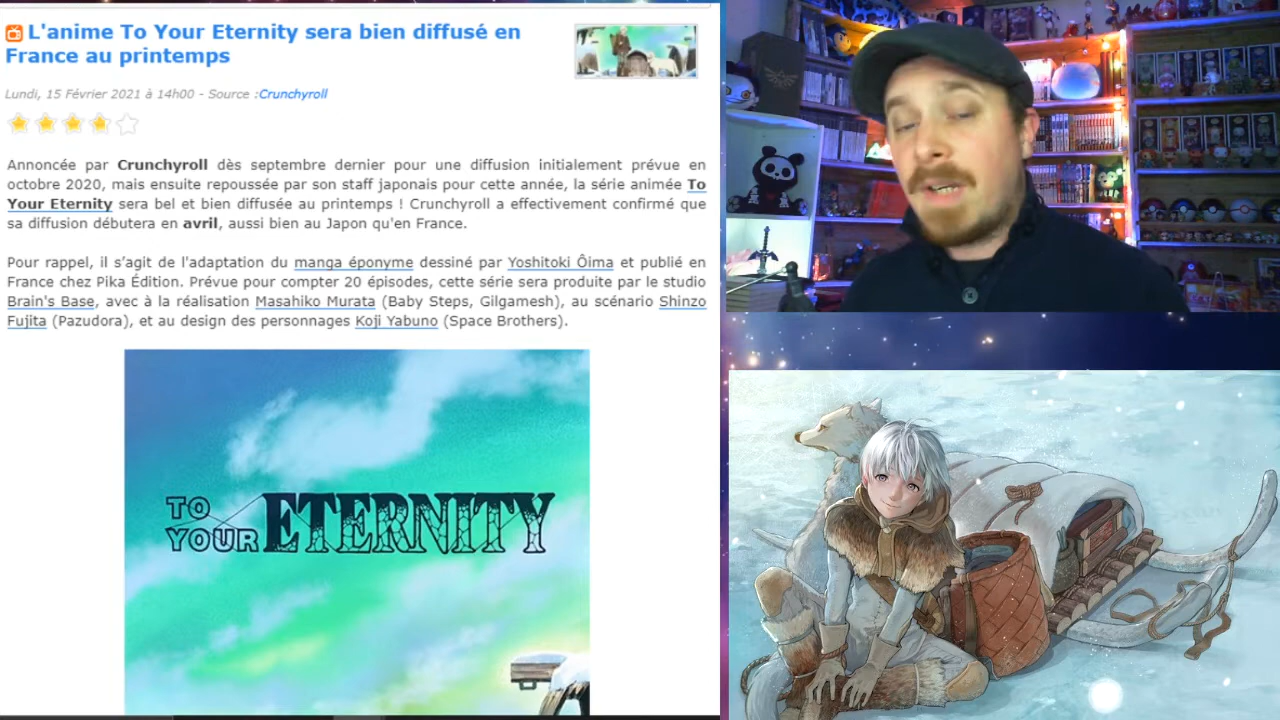 L'anime To Your Eternity sera bien diffusé en
France au printemps
Lundi, 15 Février 2021 à 14h00 - Source :Crunchyroll
Annoncée par Crunchyroll dès septembre dernier pour une diffusion initialement prévue en
octobre 2020, mais ensuite repoussée par son staff japonais pour cette année, la série animée To
Your Eternity sera bel et bien diffusée au printemps ! Crunchyroll a effectivement confirmé que
sa diffusion débutera en avril, aussi bien au Japon qu'en France.
Pour rappel, il s’agit de l'adaptation du manga éponyme dessiné par Yoshitoki Ôima et publié en
France chez Pika Édition. Prévue pour compter 20 épisodes, cette série sera produite par le studio
Brain's Base, avec à la réalisation Masahiko Murata (Baby Steps, Gilgamesh), au scénario Shinzo
Fujita (Pazudora), et au design des personnages Koji Yabuno (Space Brothers).
TO
YOUR ETERNITY